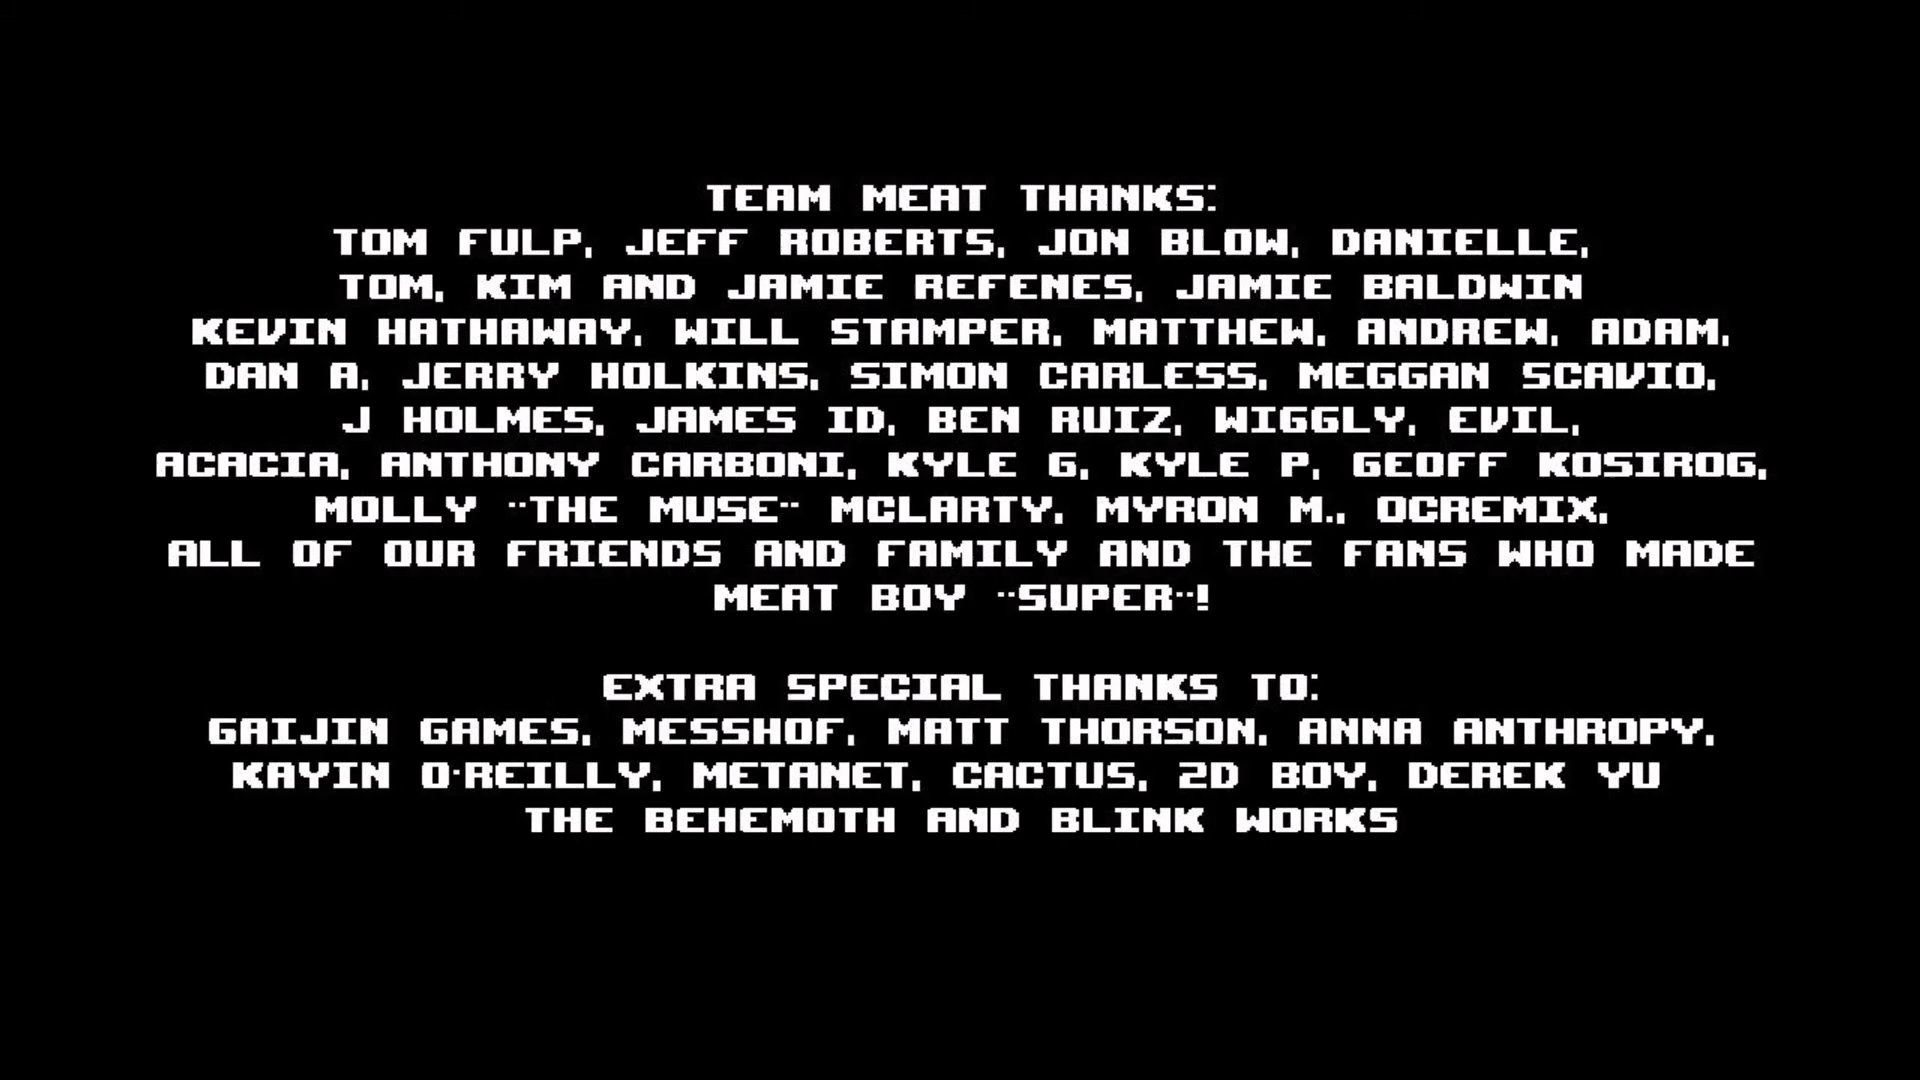 TEAM MEAT THANKS:
TOM FULP, JEFF ROBERTS, JON BLOW, DANIELLE,
TOM, KIM AND JAMIE REFENES, JAMIE BALDWIN
KEVIN HATHAWAY, WILL STAMPER, MATTHEW, ANDREW, ADAM,
DAN A, JERRY HOLKINS, SIMON CARLESS, MEGGAN SCAVIO,
J HOLMES, JAMES ID, BEN RUIZ, WIGGLY, EVIL,
ACACIA, ANTHONY CARBONI, KYLE G, KYLE P, GEOFF KOSIROG,
MOLLY "THE MUSE" MCLARTY, MYRON M., OCREMIX,
ALL OF OUR FRIENDS AND FAMILY AND THE FANS WHO MADE
MEAT BOY "SUPER"!
EXTRA SPECIAL THANKS TO:
GAIJIN GAMES, MESSHOF, MATT THORSON, ANNA ANTHROPY,
KAYIN O'REILLY, METANET, CACTUS, 2D BOY, DEREK YU
THE BEHEMOTH AND BLINK WORKS